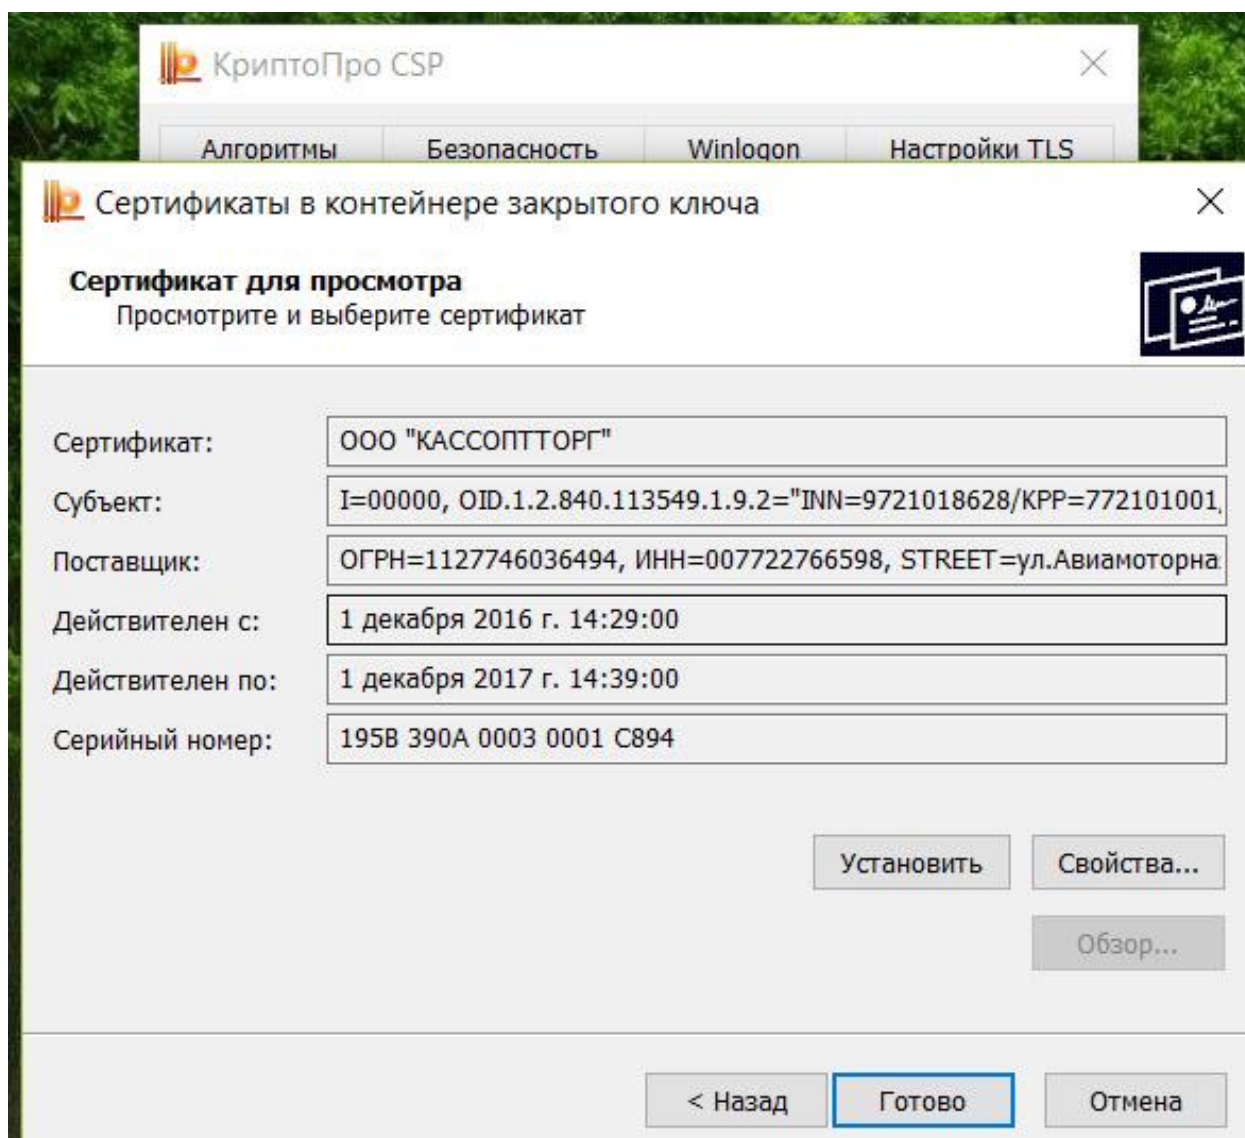 КриптоПро CSP
Алгоритмы Безопасность Winlogon Настройки TLS
Сертификаты в контейнере закрытого ключа
Сертификат для просмотра
Просмотрите и выберите сертификат
Сертификат: ООО "КАССОПТТОРГ"
Субъект: I=00000, OID.1.2.840.113549.1.9.2="INN=9721018628/KPP=772101001,
Поставщик: ОГРН=1127746036494, ИНН=007722766598, STREET=ул.Авиамоторна
Действителен с: 1 декабря 2016 г. 14:29:00
Действителен по: 1 декабря 2017 г. 14:39:00
Серийный номер: 195B 390A 0003 0001 C894
Установить Свойства...
Обзор...
< Назад Готово Отмена